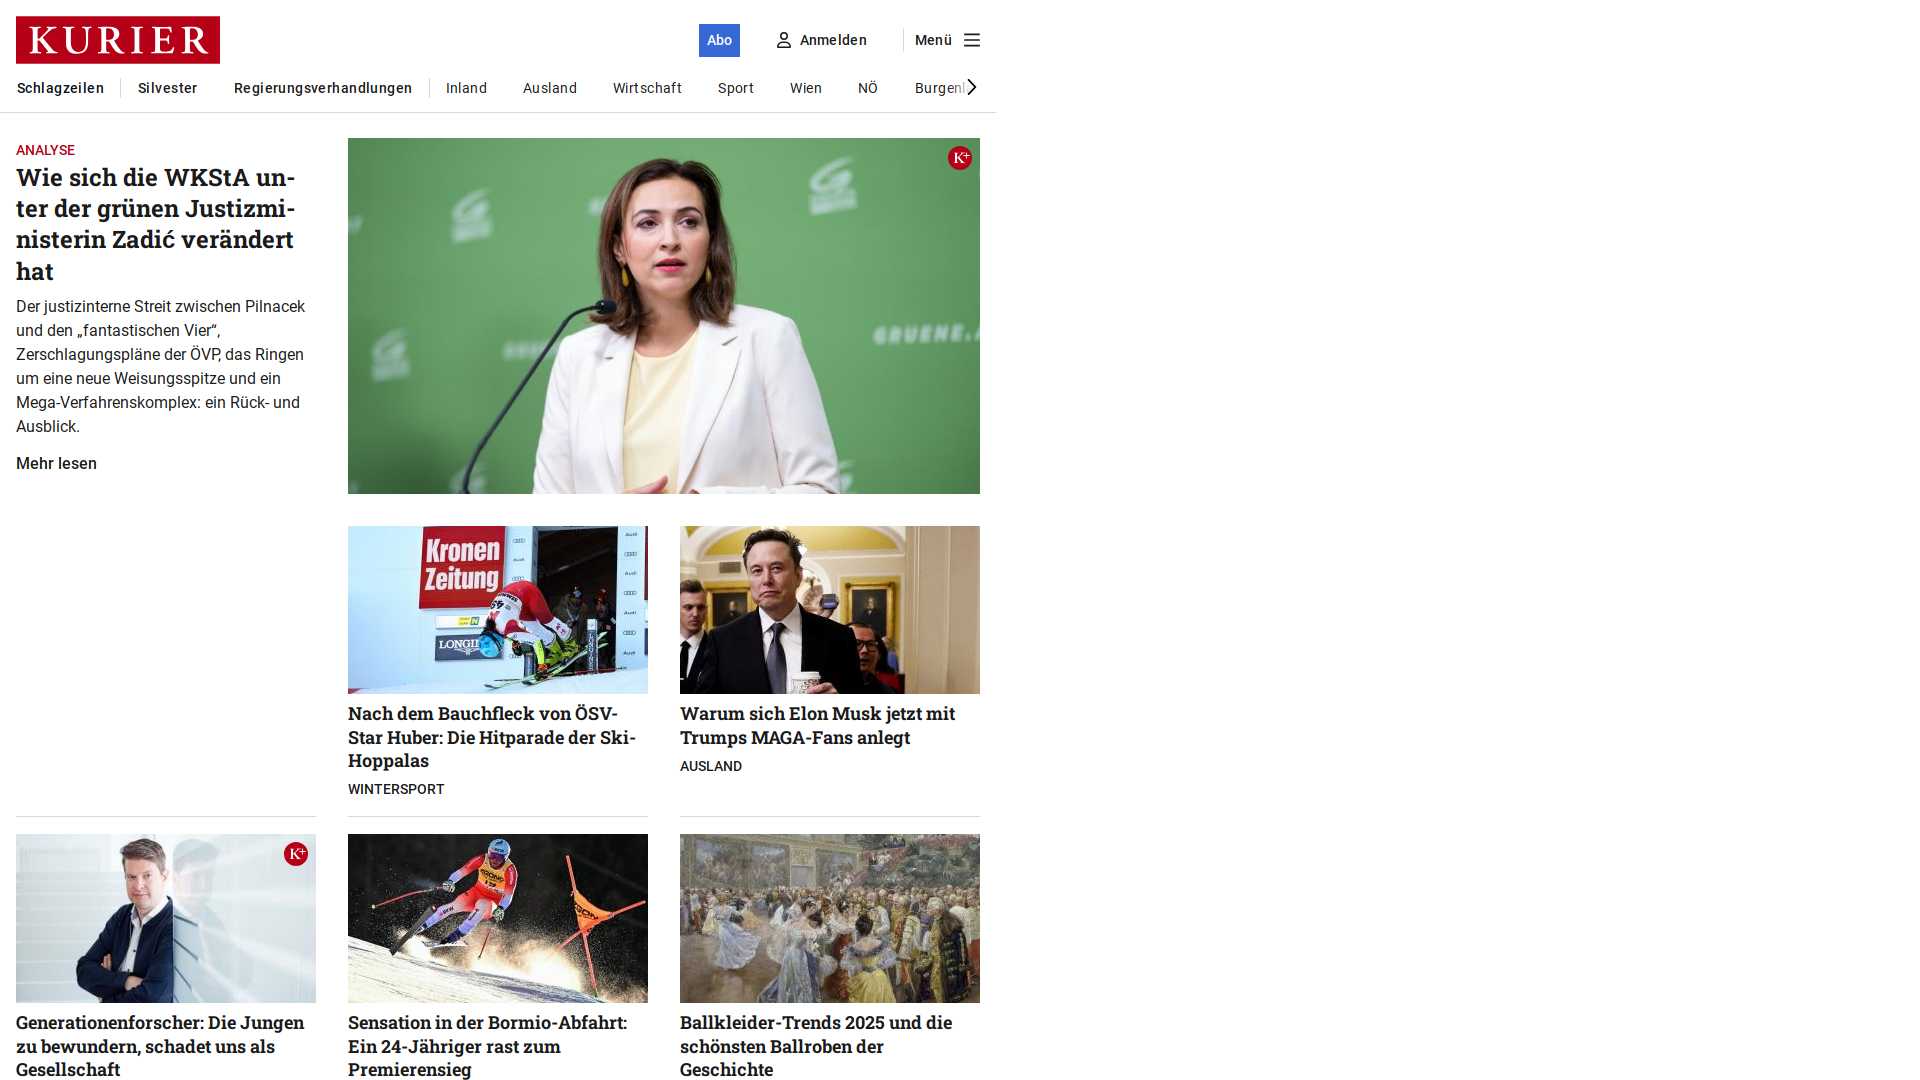 KURIER
Abo
Anmelden
Menü
Schlagzeilen
Silvester
Regierungsverhandlungen
Inland
Ausland
Wirtschaft
Sport
Wien
NÖ
ANALYSE
Wie sich die WKStA un-
ter der grünen Justizmi-
nisterin Zadić verändert
hat
Der justizinterne Streit zwischen Pilnacek
und den „fantastischen Vier“,
Zerschlagungspläne der ÖVP, das Ringen
um eine neue Weisungsspitze und ein
Mega-Verfahrenskomplex: ein Rück- und
Ausblick.
Mehr lesen
K+
GRUENE.A
Kronen
Zeitung
Nach dem Bauchfleck von ÖSV-
Star Huber: Die Hitparade der Ski-
Hoppalas
WINTERSPORT
Warum sich Elon Musk jetzt mit
Trumps MAGA-Fans anlegt
AUSLAND
K+
Generationenforscher: Die Jungen
zu bewundern, schadet uns als
Gesellschaft
Sensation in der Bormio-Abfahrt:
Ein 24-Jähriger rast zum
Premierensieg
Ballkleider-Trends 2025 und die
schönsten Ballroben der
Geschichte